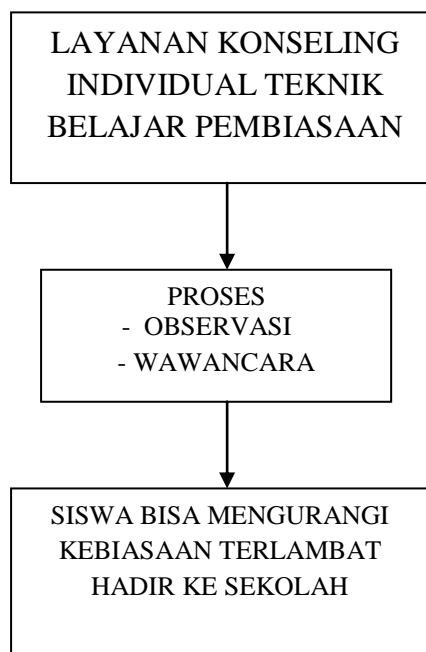 LAYANAN KONSELING
INDIVIDUAL TEKNIK
BELAJAR PEMBIASAAN
PROSES
- OBSERVASI
- WAWANCARA
SISWA BISA MENGURANGI
KEBIASAAN TERLAMBAT
HADIR KE SEKOLAH